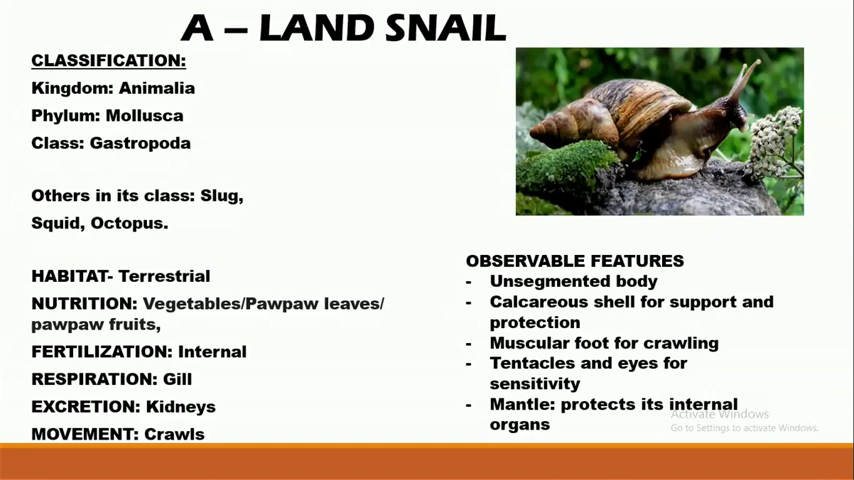 A – LAND SNAIL
CLASSIFICATION:
Kingdom: Animalia
Phylum: Mollusca
Class: Gastropoda
Others in its class: Slug,
Squid, Octopus.
HABITAT- Terrestrial
NUTRITION: Vegetables/Pawpaw leaves/
pawpaw fruits,
FERTILIZATION: Internal
RESPIRATION: Gill
EXCRETION: Kidneys
MOVEMENT: Crawls
OBSERVABLE FEATURES
- Unsegmented body
- Calcareous shell for support and
protection
- Muscular foot for crawling
- Tentacles and eyes for
sensitivity
- Mantle: protects its internal
organs
Activate Windows
Go to Settings to activate Windows.